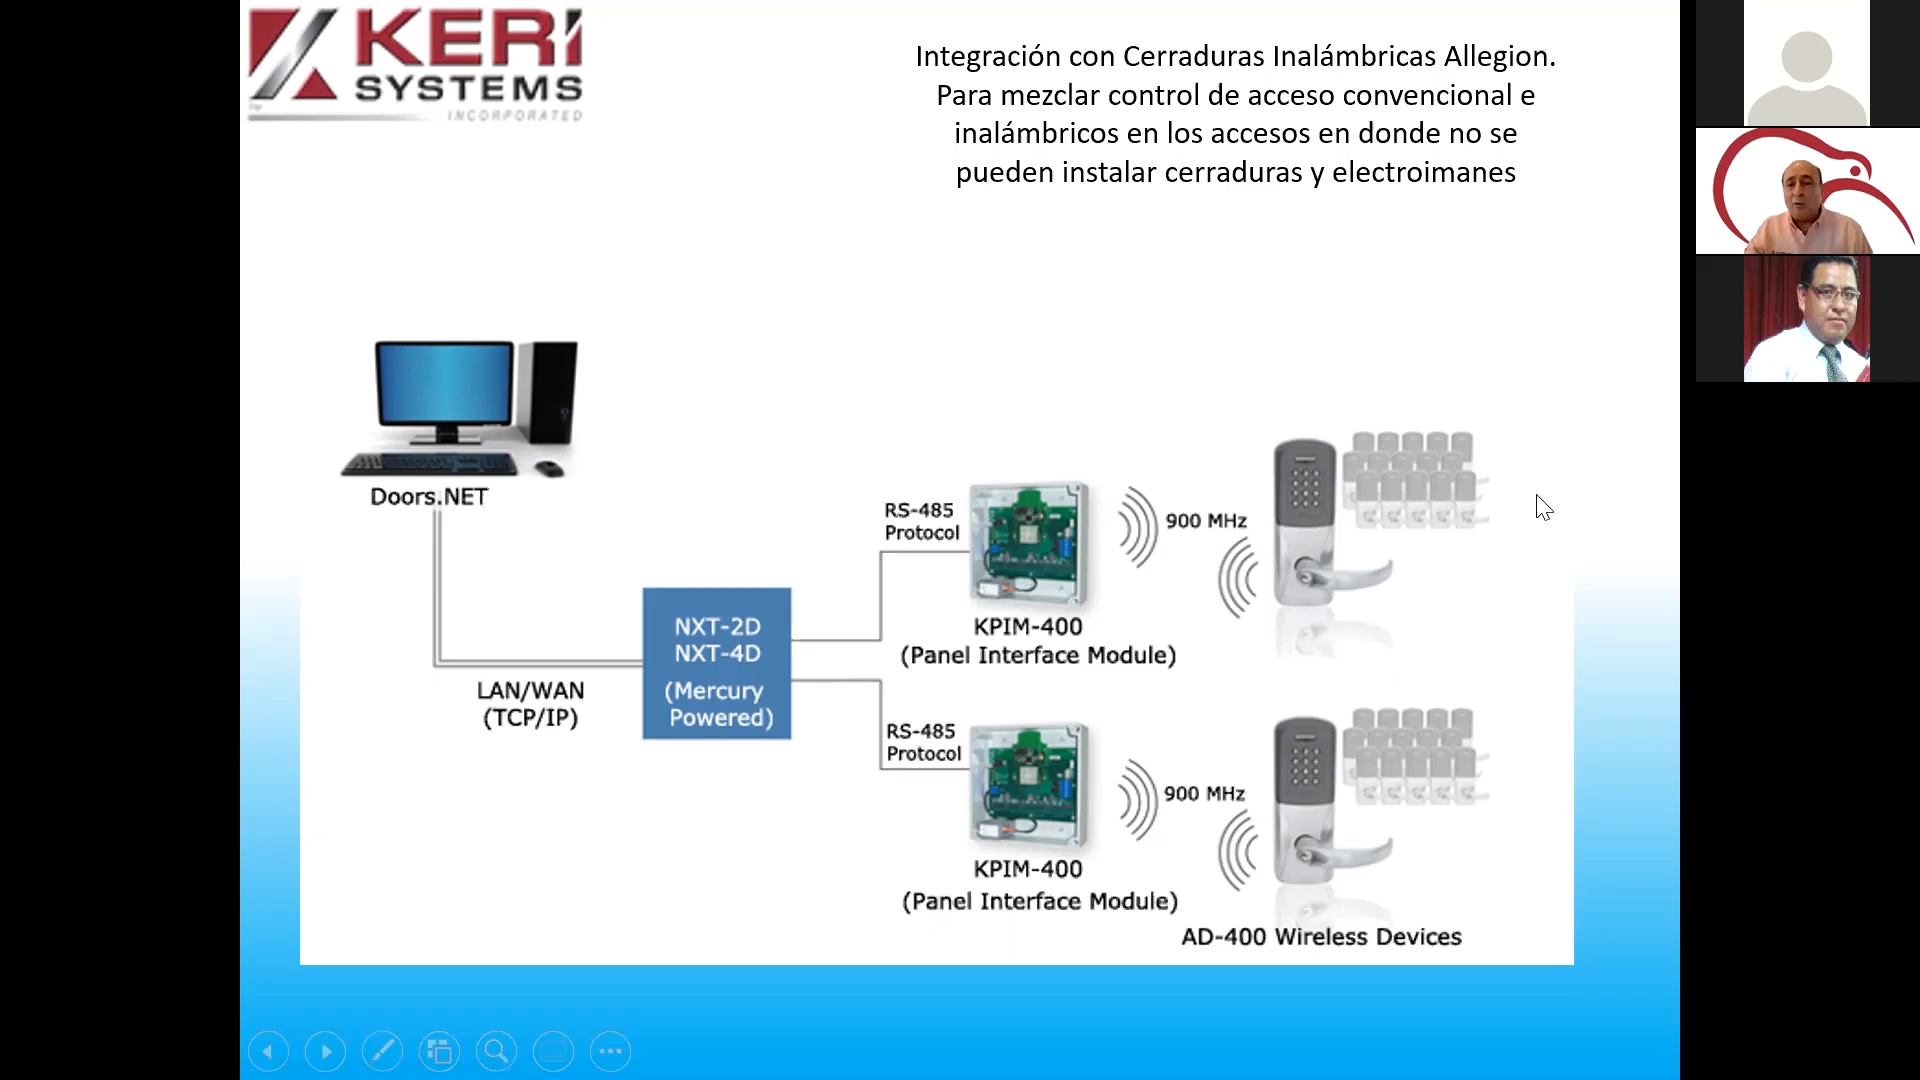 KERI
SYSTEMS
INCORPORATED
Integración con Cerraduras Inalámbricas Allegion.
Para mezclar control de acceso convencional e
inalámbricos en los accesos en donde no se
pueden instalar cerraduras y electroimanes
Doors.NET
LAN/WAN
(TCP/IP)
NXT-2D
NXT-4D
(Mercury
Powered)
RS-485
Protocol
KPIM-400
(Panel Interface Module)
900 MHz
RS-485
Protocol
KPIM-400
(Panel Interface Module)
900 MHz
AD-400 Wireless Devices